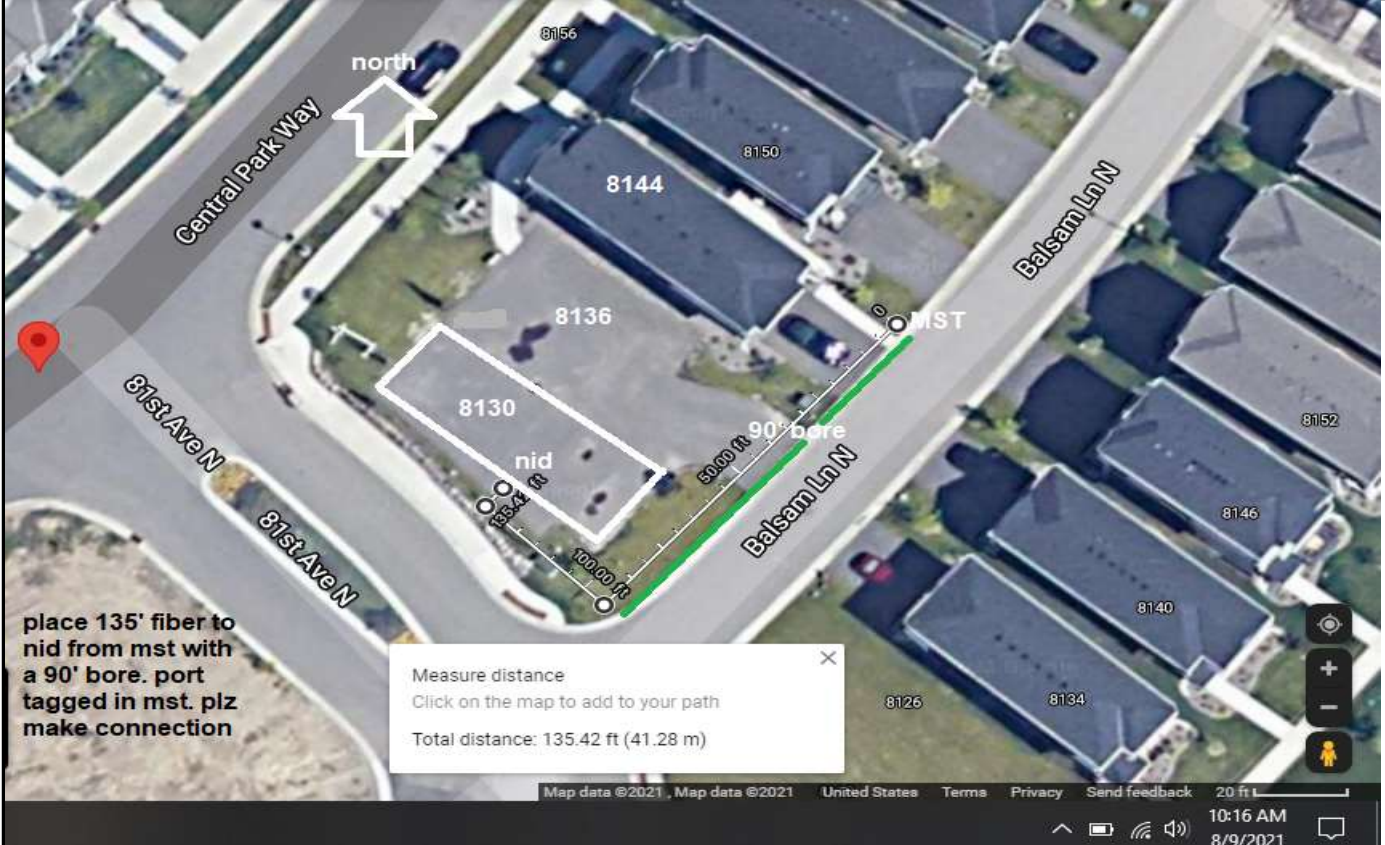 8156
north
Central Park Way
8150
8144
Balsam Ln N
0
MST
8136
8130
90' bore
50.00 ft
nid
135.42 ft
8152
81st Ave N
8146
Balsam Ln N
100.00 ft
81st Ave N
8140
8134
8126
place 135' fiber to
nid from mst with
a 90' bore. port
tagged in mst. plz
make connection
Measure distance
Click on the map to add to your path
Total distance: 135.42 ft (41.28 m)
Map data ©2021 , Map data ©2021 United States Terms Privacy Send feedback 20 ft
10:16 AM
8/9/2021